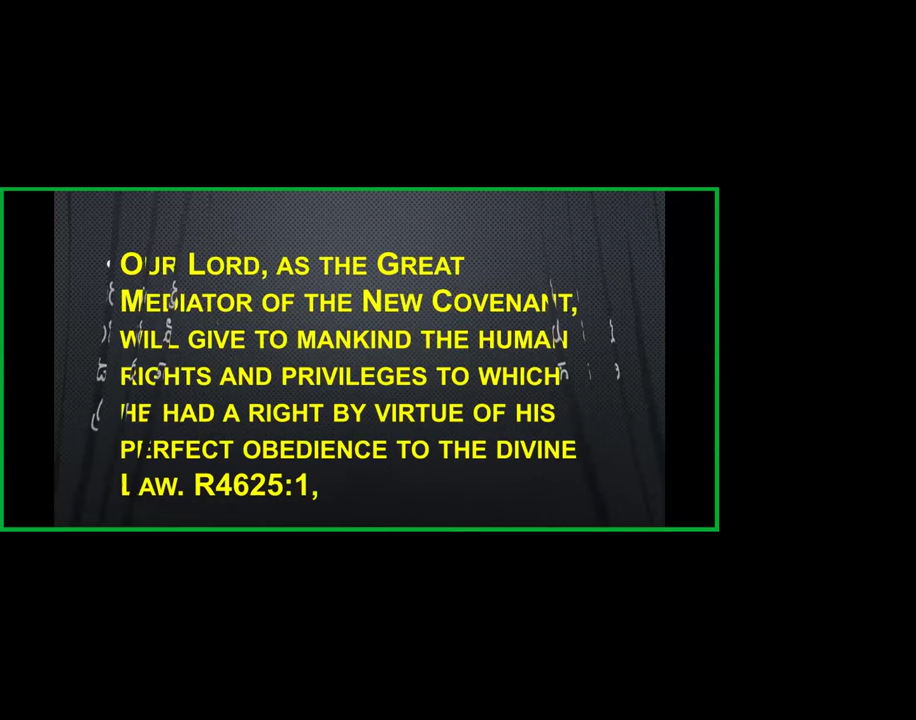 Our Lord, as the Great
Mediator of the New Covenant,
will give to mankind the human
rights and privileges to which
he had a right by virtue of his
perfect obedience to the divine
Law. R4625:1,